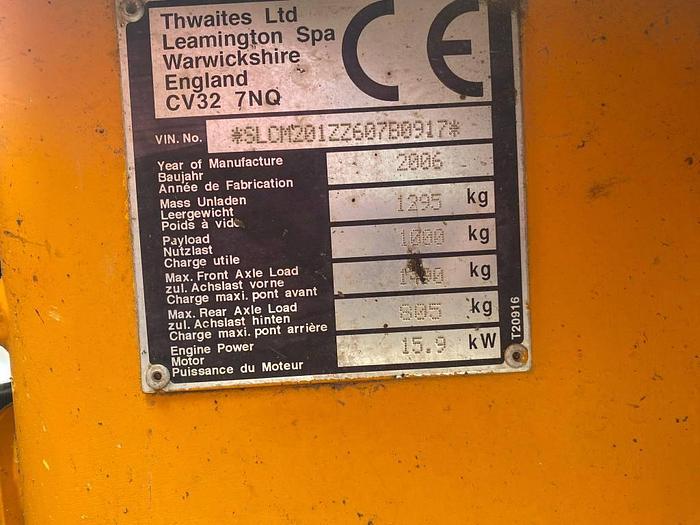 Thwaites Ltd
Leamington Spa
Warwickshire
England
CV32 7NQ
CE
VIN. No. *SLCMZ01ZZ607B0917*
Year of Manufacture 2006
Baujahr
Année de Fabrication
Mass Unladen 1295 kg
Leergewicht
Poids à vide
Payload 1000 kg
Nutzlast
Charge utile
Max. Front Axle Load kg
zul. Achslast vorne
Charge maxi. pont avant
Max. Rear Axle Load 805 kg
zul. Achslast hinten
Charge maxi. pont arrière
Engine Power 15.9 kW
Motor
Puissance du Moteur
T20916